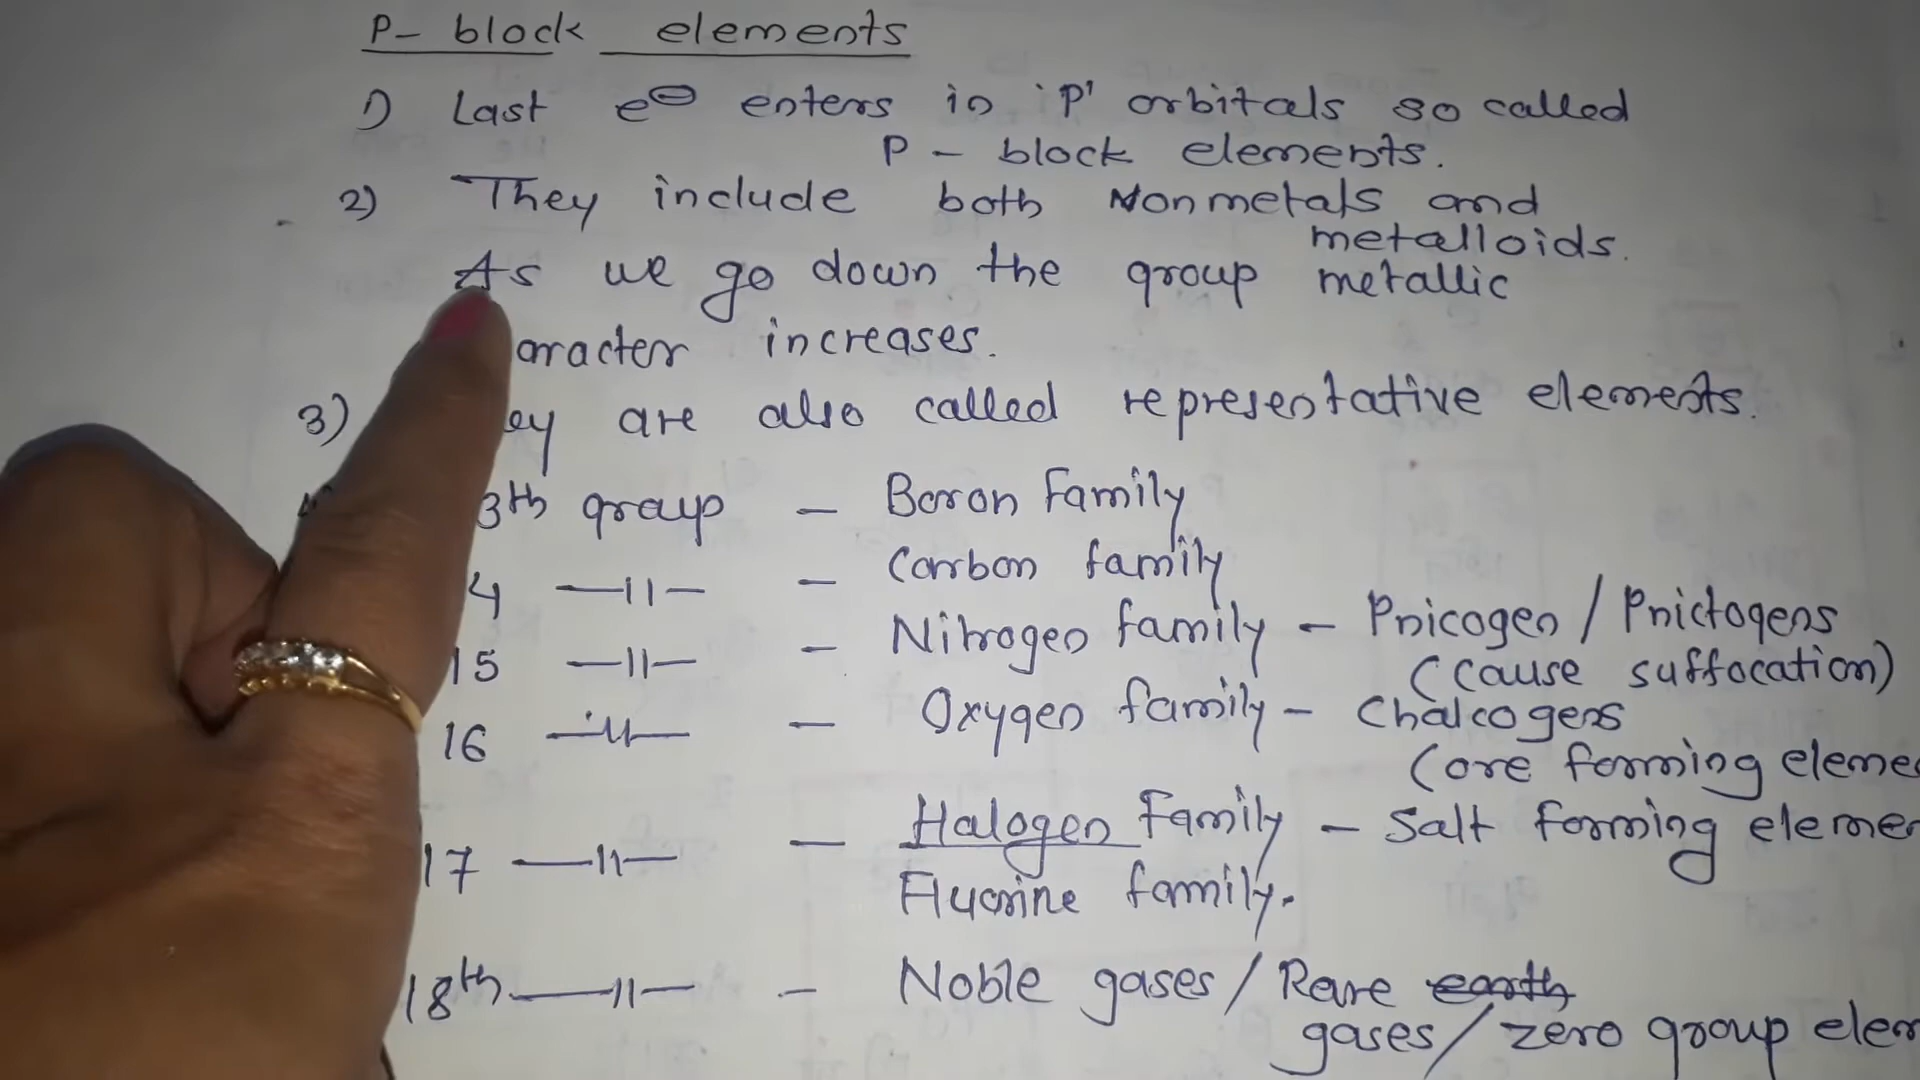 P- block elements
1) Last e⊖ enters in 'P' orbitals so called
P - block elements.
2) They include both Nonmetals and
metalloids.
As we go down the group metallic
aracter increases.
3) ey are also called representative elements.
3th group - Boron Family
4 —11— - Carbon family
15 —11— - Nitrogen family - Pnicogen / Pnictogens
(cause suffocation)
16 —11— - Oxygen family - Chalcogens
(ore forming eleme
17 —11— - Halogen Family - Salt forming elemen
Fluorine family.
18th —11— - Noble gases / Rare earth
gases / zero group elem